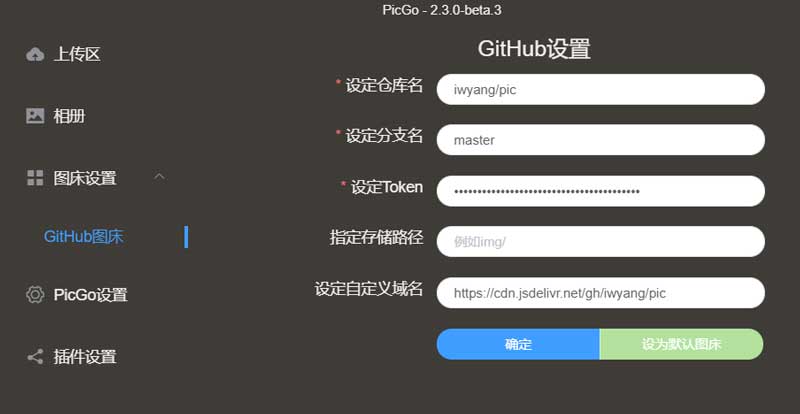 PicGo - 2.3.0-beta.3
上传区
相册
图床设置
GitHub图床
PicGo设置
插件设置
GitHub设置
* 设定仓库名
iwyang/pic
* 设定分支名
master
* 设定Token
••••••••••••••••••••••••••••••••••••••••
指定存储路径
例如img/
设定自定义域名
https://cdn.jsdelivr.net/gh/iwyang/pic
确定
设为默认图床